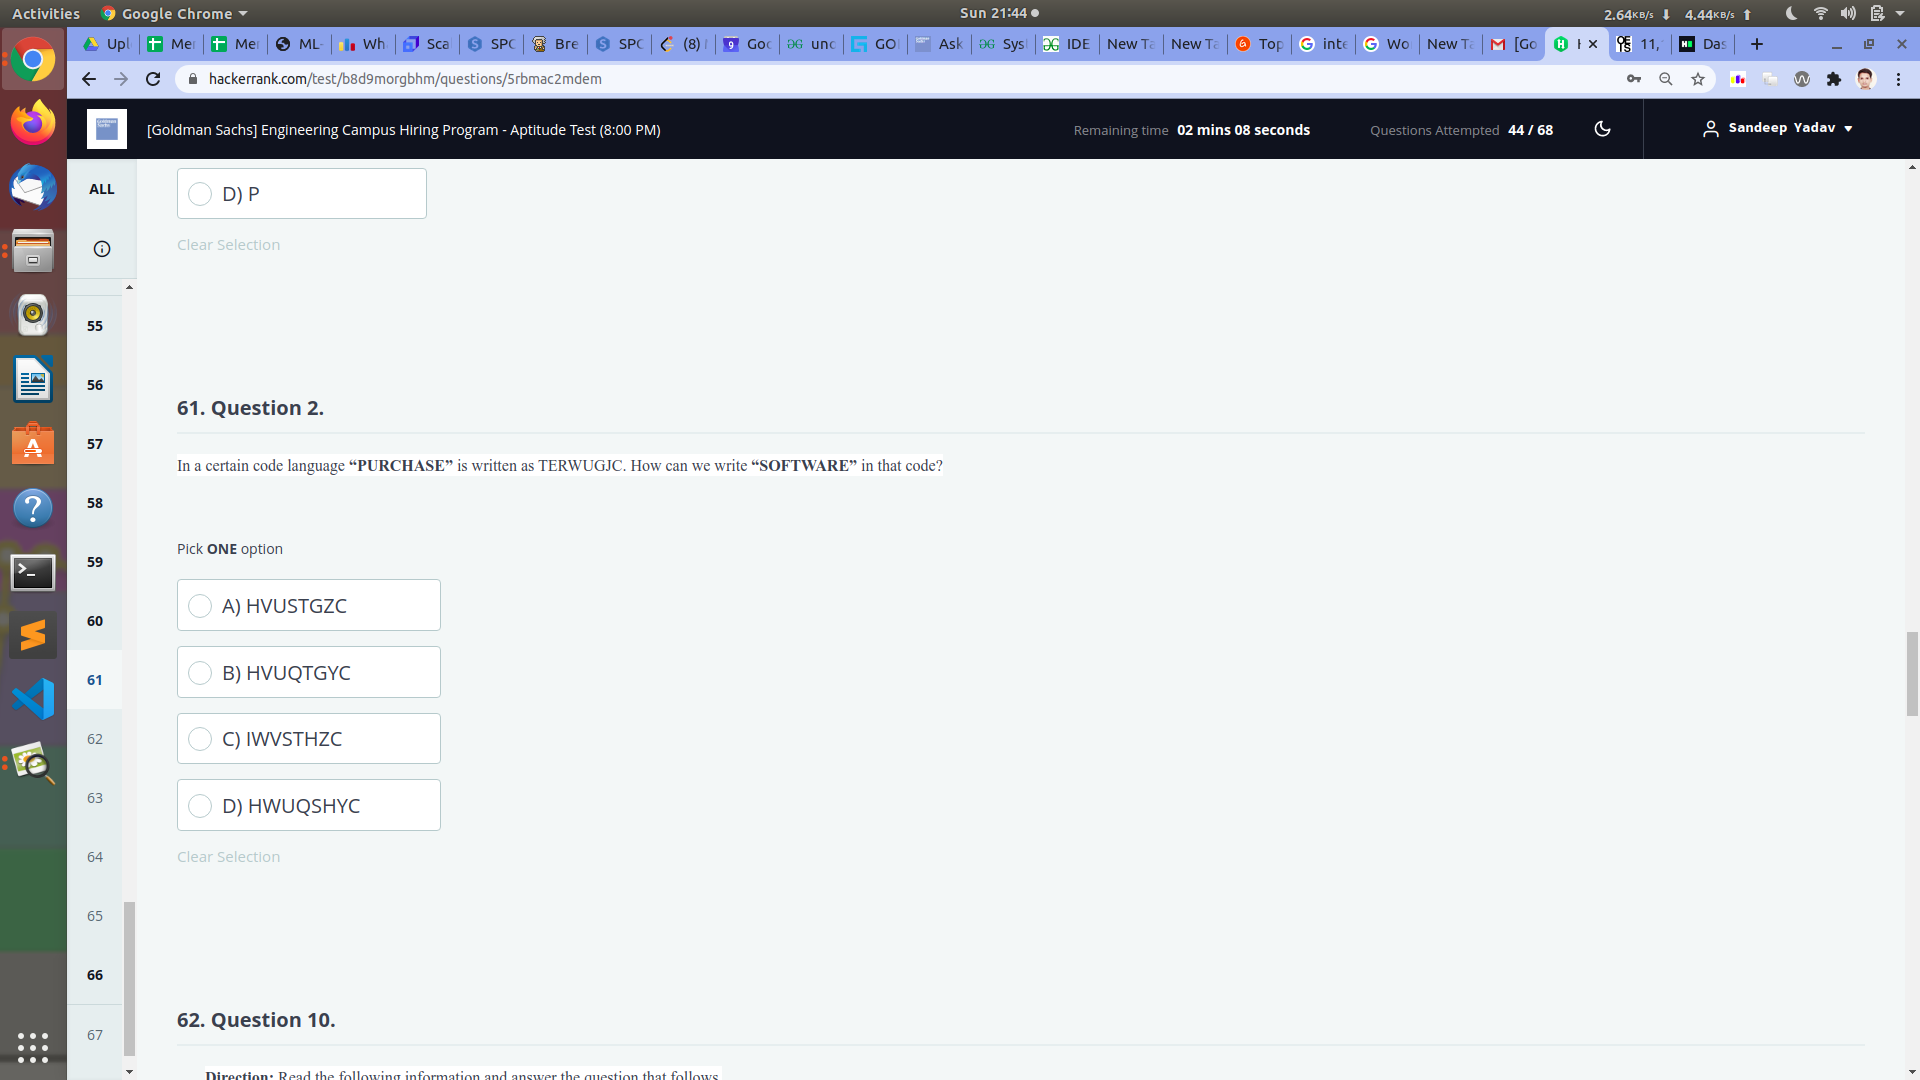 Activities
Google Chrome
Sun 21:44
2.64KB/s
4.44KB/s
Upl
Me
Me
ML-
Wh
Sca
SPC
Bre
SPC
(8)
Goo
unc
GO
Ask
Sys
IDE
New Ta
New Ta
Top
inte
Wo
New Ta
[Go
11,
Das
hackerrank.com/test/b8d9morgbhm/questions/5rbmac2mdem
[Goldman Sachs] Engineering Campus Hiring Program - Aptitude Test (8:00 PM)
Remaining time 02 mins 08 seconds
Questions Attempted 44 / 68
Sandeep Yadav
ALL
D) P
Clear Selection
55
56
57
58
59
60
61
62
63
64
65
66
67
61. Question 2.
In a certain code language “PURCHASE” is written as TERWUGJC. How can we write “SOFTWARE” in that code?
Pick ONE option
A) HVUSTGZC
B) HVUQTGYC
C) IWVSTHZC
D) HWUQSHYC
Clear Selection
62. Question 10.
Direction: Read the following information and answer the question that follows.